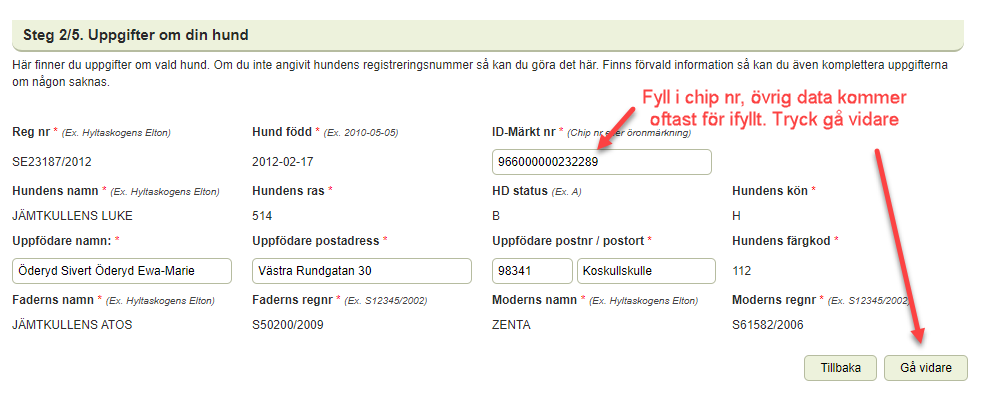 Steg 2/5. Uppgifter om din hund
Här finner du uppgifter om vald hund. Om du inte angivit hundens registreringsnummer så kan du göra det här. Finns förvald information så kan du även komplettera uppgifterna
om någon saknas.
Fyll i chip nr, övrig data kommer
oftast för ifyllt. Tryck gå vidare
Reg nr * (Ex. Hyltaskogens Elton) Hund född * (Ex. 2010-05-05) ID-Märkt nr * (Chip nr eller öronmärkning)
SE23187/2012 2012-02-17 966000000232289
Hundens namn * (Ex. Hyltaskogens Elton) Hundens ras * HD status (Ex. A) Hundens kön *
JÄMTKULLENS LUKE 514 B H
Uppfödare namn: * Uppfödare postadress * Uppfödare postnr / postort * Hundens färgkod *
Öderyd Sivert Öderyd Ewa-Marie Västra Rundgatan 30 98341 Koskullskulle 112
Faderns namn * (Ex. Hyltaskogens Elton) Faderns regnr * (Ex. S12345/2002) Moderns namn * (Ex. Hyltaskogens Elton) Moderns regnr * (Ex. S12345/2002)
JÄMTKULLENS ATOS S50200/2009 ZENTA S61582/2006
Tillbaka Gå vidare